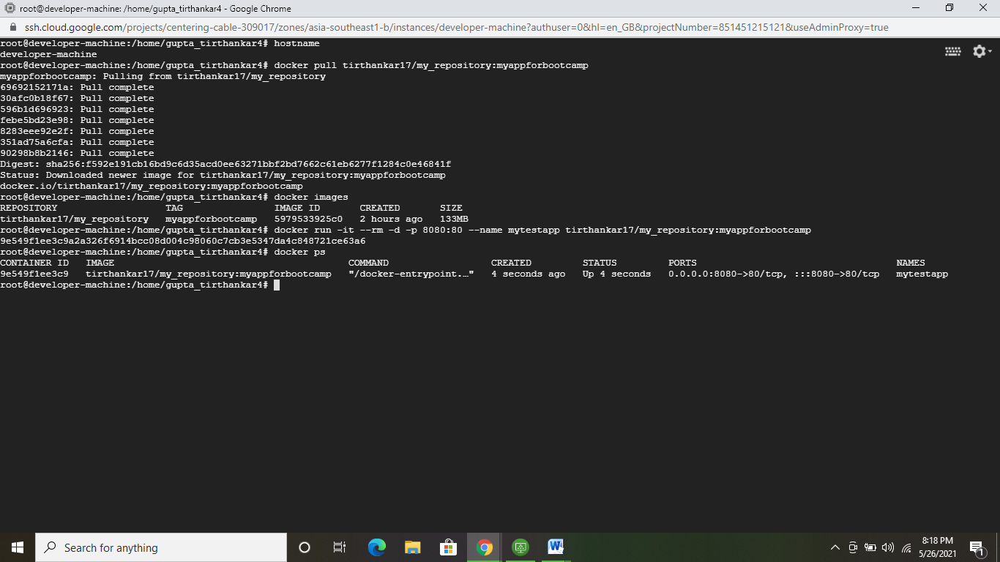 root@developer-machine: /home/gupta_tirthankar4 - Google Chrome
ssh.cloud.google.com/projects/centering-cable-309017/zones/asia-southeast1-b/instances/developer-machine?authuser=0&hl=en_GB&projectNumber=851451215121&useAdminProxy=true
root@developer-machine:/home/gupta_tirthankar4# hostname
developer-machine
root@developer-machine:/home/gupta_tirthankar4# docker pull tirthankar17/my_repository:myappforbootcamp
myappforbootcamp: Pulling from tirthankar17/my_repository
69692152171a: Pull complete
30afc0b18f67: Pull complete
596b1d696923: Pull complete
febe5bd23e98: Pull complete
8283eee92e2f: Pull complete
351ad75a6cfa: Pull complete
90298b8b2146: Pull complete
Digest: sha256:f592e191cb16bd9c6d35acd0ee63271bbf2bd7662c61eb6277f1284c0e46841f
Status: Downloaded newer image for tirthankar17/my_repository:myappforbootcamp
docker.io/tirthankar17/my_repository:myappforbootcamp
root@developer-machine:/home/gupta_tirthankar4# docker images
REPOSITORY TAG IMAGE ID CREATED SIZE
tirthankar17/my_repository myappforbootcamp 5979533925c0 2 hours ago 133MB
root@developer-machine:/home/gupta_tirthankar4# docker run -it --rm -d -p 8080:80 --name mytestapp tirthankar17/my_repository:myappforbootcamp
9e549f1ee3c9a2a326f6914bcc08d004c98060c7cb3e5347da4c848721ce63a6
root@developer-machine:/home/gupta_tirthankar4# docker ps
CONTAINER ID IMAGE COMMAND CREATED STATUS PORTS NAMES
9e549f1ee3c9 tirthankar17/my_repository:myappforbootcamp "/docker-entrypoint.…" 4 seconds ago Up 4 seconds 0.0.0.0:8080->80/tcp, :::8080->80/tcp mytestapp
root@developer-machine:/home/gupta_tirthankar4#
Search for anything
W
8:18 PM
5/26/2021
1